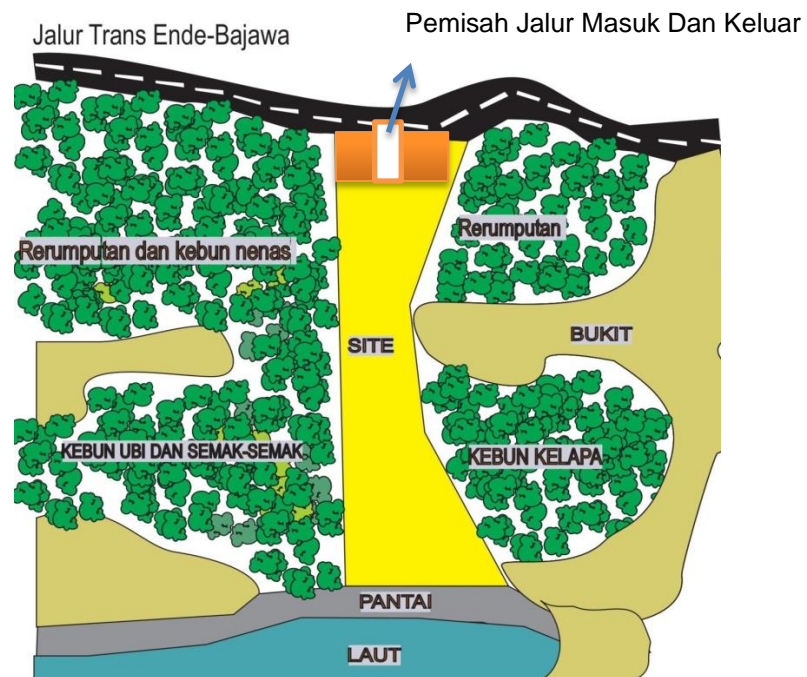 Pemisah Jalur Masuk Dan Keluar
Jalur Trans Ende-Bajawa
Rerumputan
Rerumputan dan kebun nenas
BUKIT
SITE
KEBUN UBI DAN SEMAK-SEMAK
KEBUN KELAPA
PANTAI
LAUT